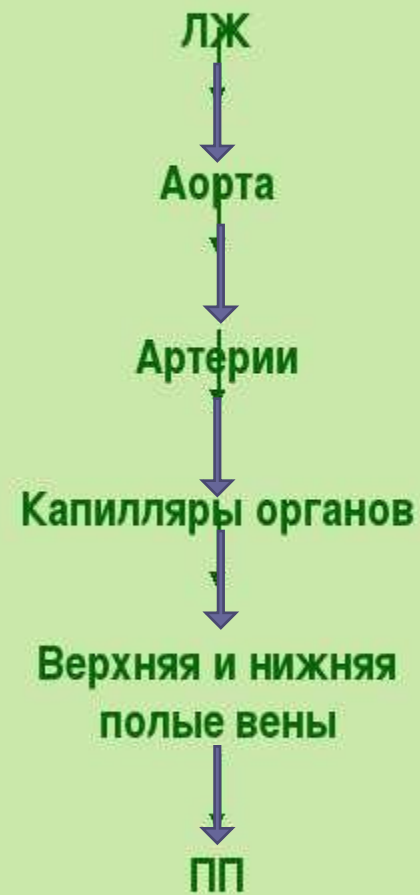 ЛЖ
Аорта
Артерии
Капилляры органов
Верхняя и нижняя
полые вены
ПП